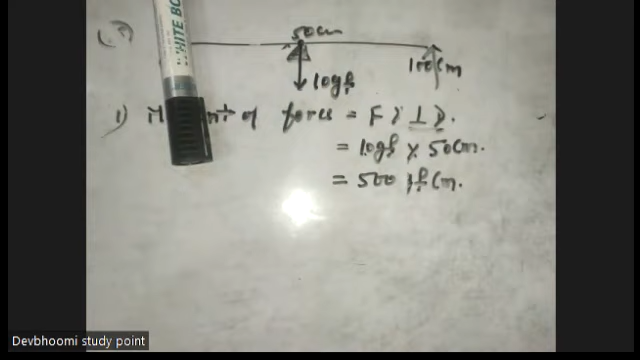 50cm
WHITE BO
10gf
100cm
1) of force = F x ⊥ D.
= 10gf x 50cm.
= 500 gf cm.
Devbhoomi study point